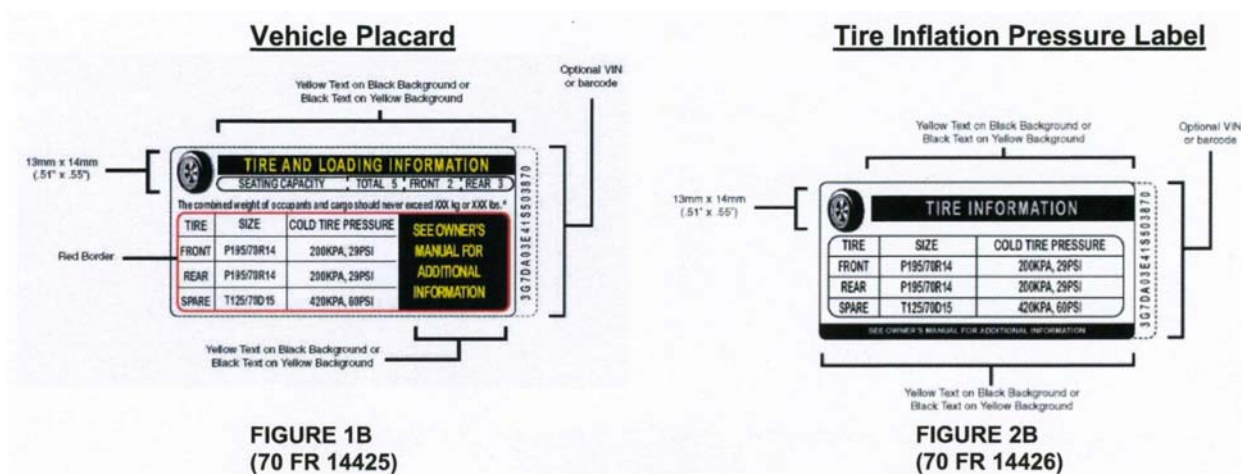 Vehicle Placard
Yellow Text on Black Background or
Black Text on Yellow Background
Optional VIN
or barcode
13mm x 14mm
(.51" x .55")
TIRE AND LOADING INFORMATION
SEATING CAPACITY TOTAL 5 FRONT 2 REAR 3
The combined weight of occupants and cargo should never exceed XXX kg or XXX lbs.*
TIRE SIZE COLD TIRE PRESSURE
FRONT P195/70R14 200KPA, 29PSI
REAR P195/70R14 200KPA, 29PSI
SPARE T125/70D15 420KPA, 60PSI
SEE OWNER'S
MANUAL FOR
ADDITIONAL
INFORMATION
3G7DA03E41S503870
Red Border
Yellow Text on Black Background or
Black Text on Yellow Background
FIGURE 1B
(70 FR 14425)
Tire Inflation Pressure Label
Yellow Text on Black Background or
Black Text on Yellow Background
Optional VIN
or barcode
13mm x 14mm
(.51" x .55")
TIRE INFORMATION
TIRE SIZE COLD TIRE PRESSURE
FRONT P195/70R14 200KPA, 29PSI
REAR P195/70R14 200KPA, 29PSI
SPARE T125/70D15 420KPA, 60PSI
SEE OWNER'S MANUAL FOR ADDITIONAL INFORMATION
3G7DA03E41S503870
Yellow Text on Black Background or
Black Text on Yellow Background
FIGURE 2B
(70 FR 14426)